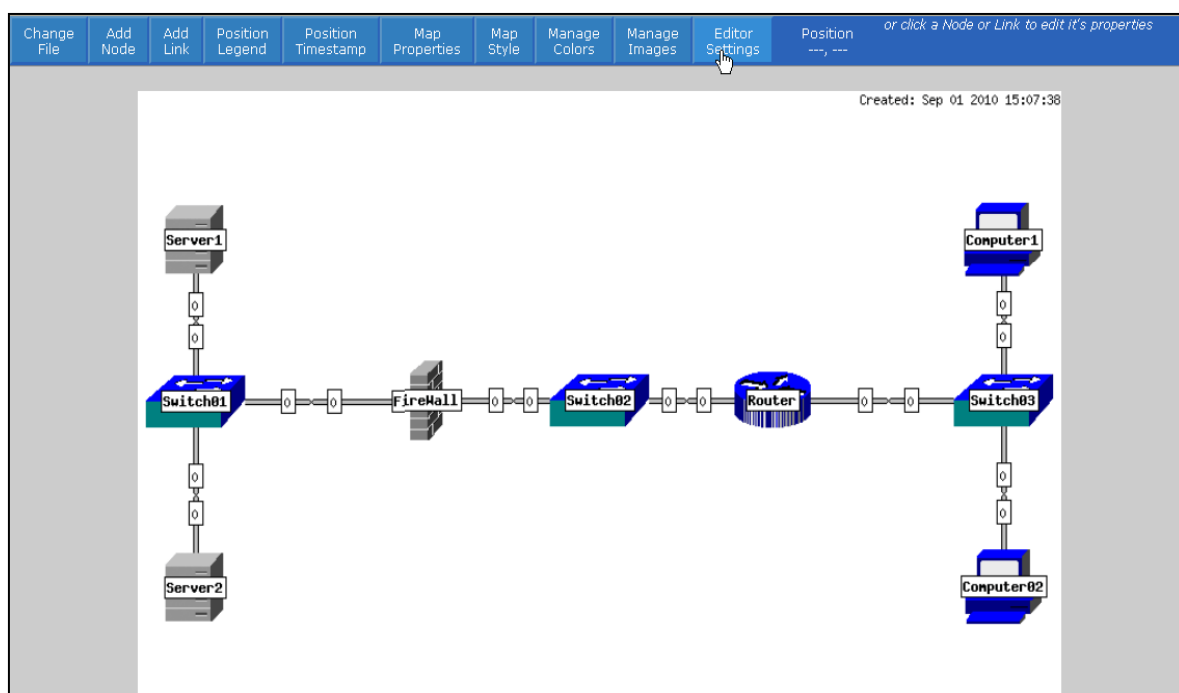 Change File
Add Node
Add Link
Position Legend
Position Timestamp
Map Properties
Map Style
Manage Colors
Manage Images
Editor Settings
Position ---, ---
or click a Node or Link to edit it's properties
Created: Sep 01 2010 15:07:38
Server1
Computer1
0
0
0
0
Switch01
0
0
FireWall
0
0
Switch02
0
0
Router
0
0
Switch03
0
0
0
0
Server2
Computer02